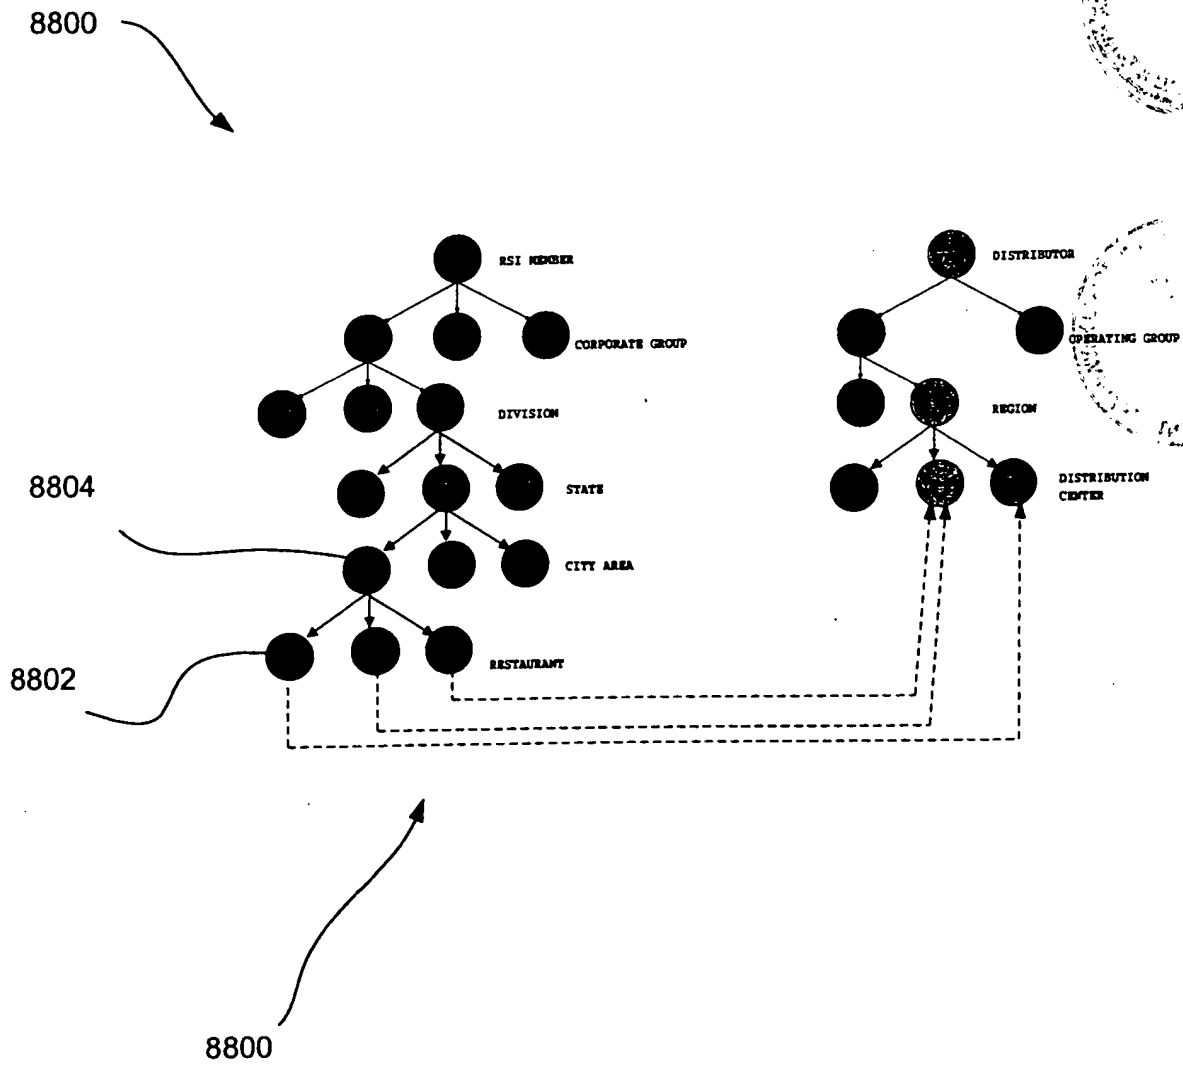 8800
RSI MEMBER
DISTRIBUTOR
CORPORATE GROUP
OPERATING GROUP
DIVISION
REGION
8804
STATE
DISTRIBUTION
CENTER
CITY AREA
8802
RESTAURANT
8800